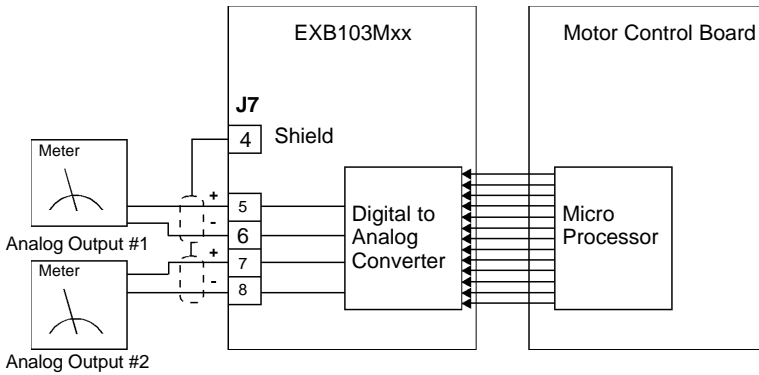 EXB103Mxx
Motor Control Board
J7
4 Shield
Meter
+
5
-
6
Analog Output #1
+
7
Meter
-
8
Analog Output #2
Digital to
Analog
Converter
Micro
Processor